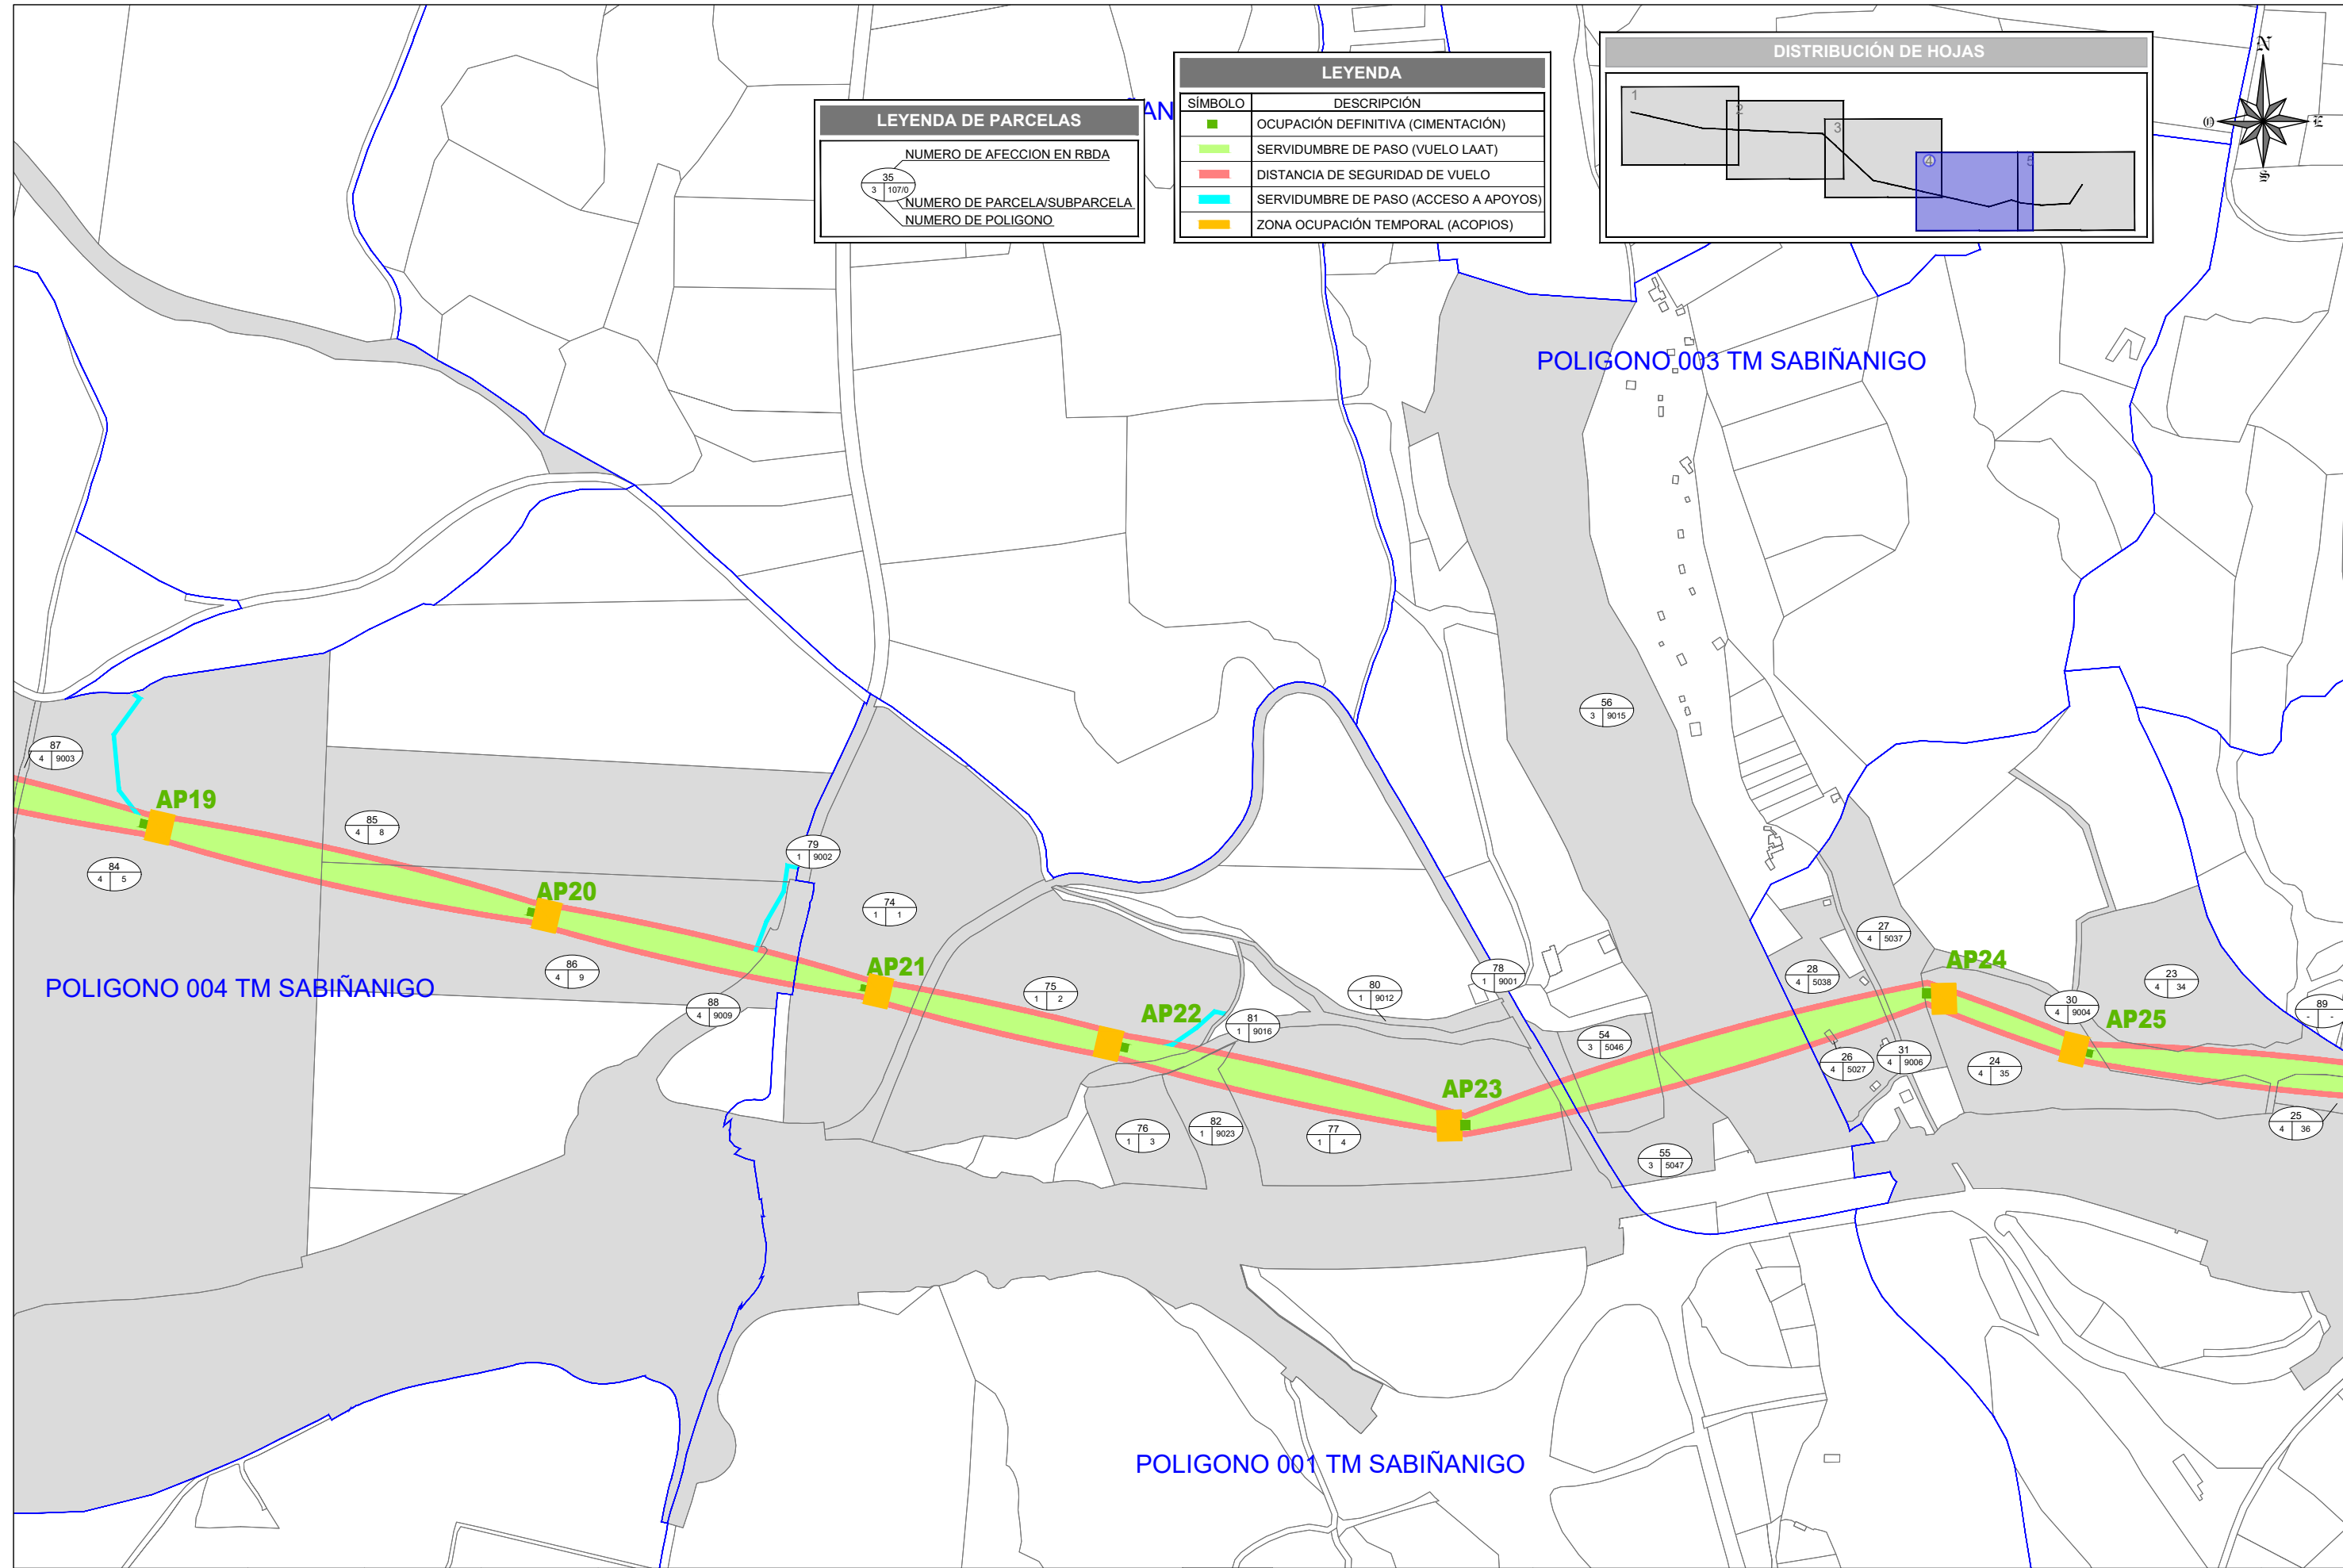 LEYENDA DE PARCELAS
NUMERO DE AFECCION EN RBDA
35
3 107/0
NUMERO DE PARCELA/SUBPARCELA
NUMERO DE POLIGONO
LEYENDA
SÍMBOLO DESCRIPCIÓN
OCUPACIÓN DEFINITIVA (CIMENTACIÓN)
SERVIDUMBRE DE PASO (VUELO LAAT)
DISTANCIA DE SEGURIDAD DE VUELO
SERVIDUMBRE DE PASO (ACCESO A APOYOS)
ZONA OCUPACIÓN TEMPORAL (ACOPIOS)
DISTRIBUCIÓN DE HOJAS
1
2
3
4
5
N
O E
S
POLIGONO 003 TM SABIÑANIGO
56
3 9015
87
4 9003
AP19
85
4 8
84
4 5
79
1 9002
AP20
74
1 1
86
4 9
POLIGONO 004 TM SABIÑANIGO
88
4 9009
AP21
75
1 2
AP22
81
1 9016
80
1 9012
78
1 9001
27
4 5037
28
4 5038
AP24
23
4 34
30
4 9004
AP25
89
- -
54
3 5046
26
4 5027
31
4 9006
24
4 35
AP23
25
4 36
76
1 3
82
1 9023
77
1 4
55
3 5047
POLIGONO 001 TM SABIÑANIGO